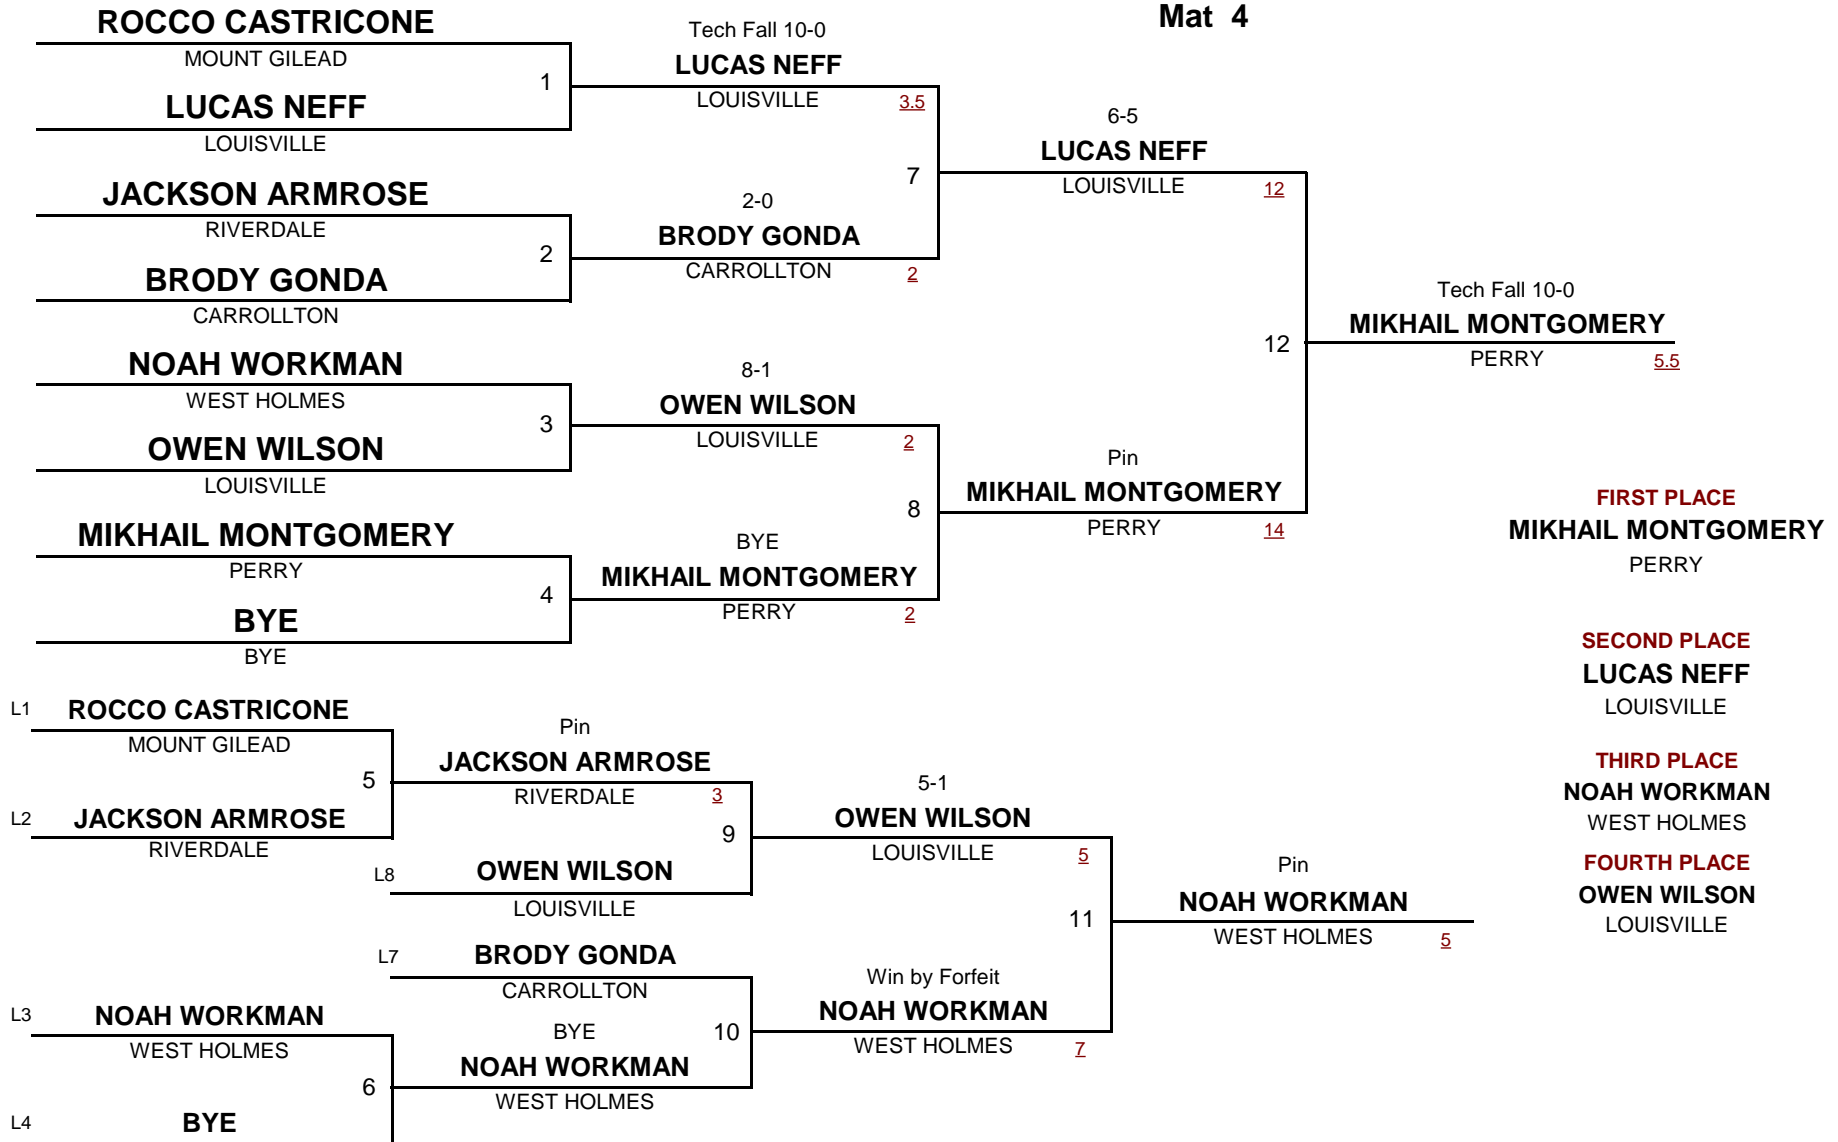 Mat 4
ROCCO CASTRICONE
MOUNT GILEAD
1
LUCAS NEFF
LOUISVILLE
Tech Fall 10-0
LUCAS NEFF
LOUISVILLE 3.5
JACKSON ARMROSE
RIVERDALE
2
BRODY GONDA
CARROLLTON
2-0
BRODY GONDA
CARROLLTON 2
7
6-5
LUCAS NEFF
LOUISVILLE 12
NOAH WORKMAN
WEST HOLMES
3
OWEN WILSON
LOUISVILLE
8-1
OWEN WILSON
LOUISVILLE 2
MIKHAIL MONTGOMERY
PERRY
4
BYE
BYE
BYE
MIKHAIL MONTGOMERY
PERRY 2
8
Pin
MIKHAIL MONTGOMERY
PERRY 14
12
Tech Fall 10-0
MIKHAIL MONTGOMERY
PERRY 5.5
FIRST PLACE
MIKHAIL MONTGOMERY
PERRY
SECOND PLACE
LUCAS NEFF
LOUISVILLE
THIRD PLACE
NOAH WORKMAN
WEST HOLMES
FOURTH PLACE
OWEN WILSON
LOUISVILLE
L1 ROCCO CASTRICONE
MOUNT GILEAD
5
L2 JACKSON ARMROSE
RIVERDALE
Pin
JACKSON ARMROSE
RIVERDALE 3
9
L8 OWEN WILSON
LOUISVILLE
5-1
OWEN WILSON
LOUISVILLE 5
L7 BRODY GONDA
CARROLLTON
L3 NOAH WORKMAN
WEST HOLMES
6
L4 BYE
BYE
NOAH WORKMAN
WEST HOLMES
10
Win by Forfeit
NOAH WORKMAN
WEST HOLMES 7
11
Pin
NOAH WORKMAN
WEST HOLMES 5